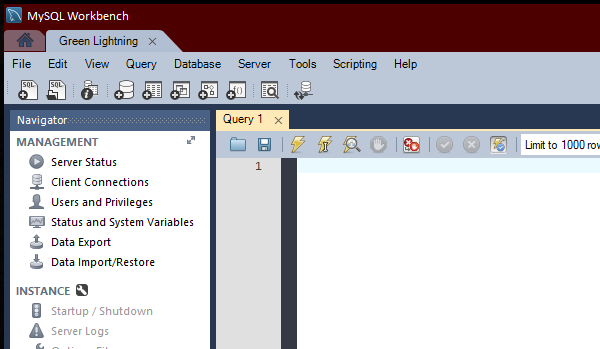 MySQL Workbench
Green Lightning
File Edit View Query Database Server Tools Scripting Help
SQL SQL
Navigator
Query 1
MANAGEMENT
Limit to 1000 row
Server Status
1
Client Connections
Users and Privileges
Status and System Variables
Data Export
Data Import/Restore
INSTANCE
Startup / Shutdown
Server Logs